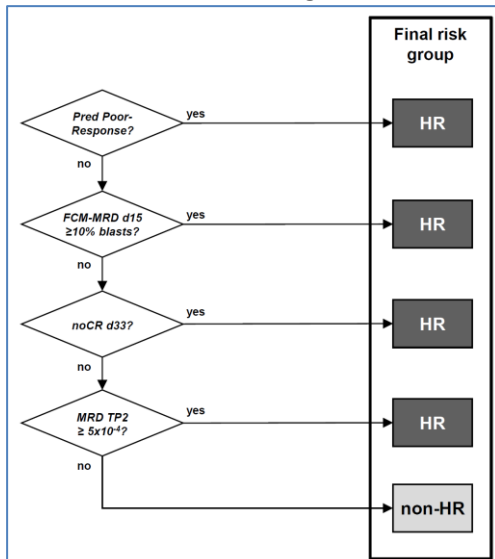 Final risk
group
Pred Poor-
Response?
yes
HR
no
FCM-MRD d15
≥10% blasts?
yes
HR
no
noCR d33?
yes
HR
no
MRD TP2
≥ 5x10⁻⁴?
yes
HR
no
non-HR